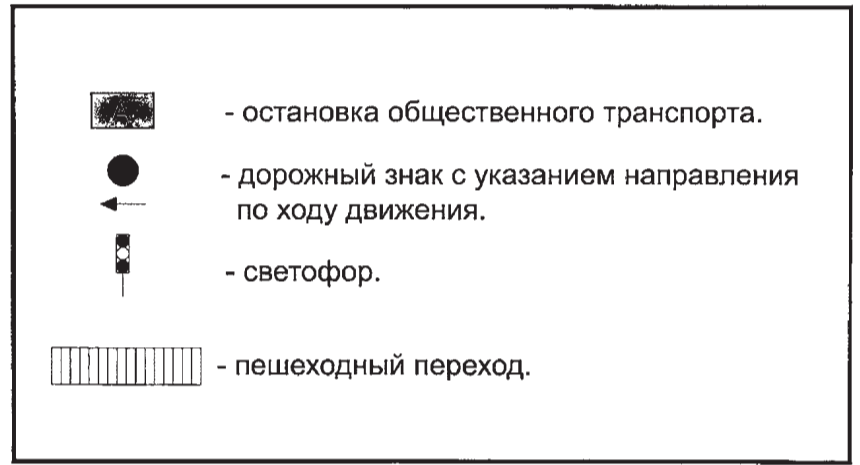 А
- остановка общественного транспорта.
- дорожный знак с указанием направления
по ходу движения.
- светофор.
- пешеходный переход.